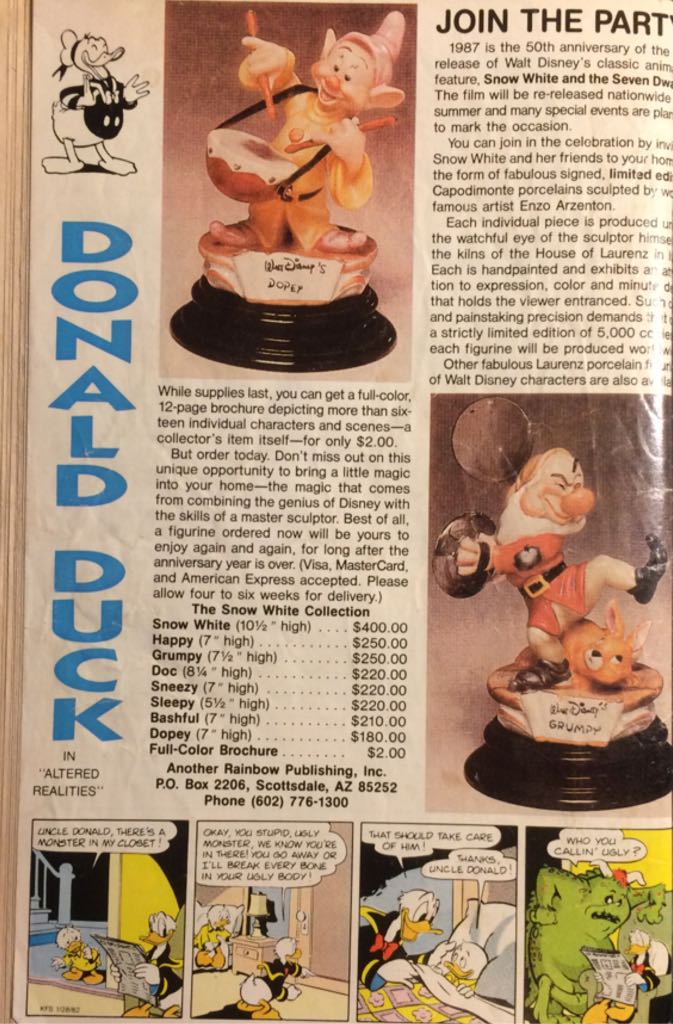 DONALD DUCK
IN
"ALTERED
REALITIES"
Walt Disney's
DOPEY
JOIN THE PART
1987 is the 50th anniversary of the
release of Walt Disney's classic
feature, Snow White and the Seven
The film will be re-released nationwide
summer and many special events are
to mark the occasion.
You can join in the celebration by
Snow White and her friends to your
the form of fabulous signed, limited
Capodimonte porcelains sculpted by
famous artist Enzo Arzenton.
Each individual piece is produced
the watchful eye of the sculptor
the kilns of the House of Laurenz in
Each is handpainted and exhibits
tion to expression, color and minute
that holds the viewer entranced. Such
and painstaking precision demands
a strictly limited edition of 5,000
each figurine will be produced
Other fabulous Laurenz porcelain
of Walt Disney characters are also
While supplies last, you can get a full-color,
12-page brochure depicting more than six-
teen individual characters and scenes—a
collector's item itself—for only $2.00.
But order today. Don't miss out on this
unique opportunity to bring a little magic
into your home—the magic that comes
from combining the genius of Disney with
the skills of a master sculptor. Best of all,
a figurine ordered now will be yours to
enjoy again and again, for long after the
anniversary year is over. (Visa, MasterCard,
and American Express accepted. Please
allow four to six weeks for delivery.)
The Snow White Collection
Snow White (10½" high) .... $400.00
Happy (7" high) ........... $250.00
Grumpy (7½" high) ......... $250.00
Doc (8¼" high) ............ $220.00
Sneezy (7" high) .......... $220.00
Sleepy (5½" high) ......... $220.00
Bashful (7" high) ......... $210.00
Dopey (7" high) ........... $180.00
Full-Color Brochure ........ $2.00
Another Rainbow Publishing, Inc.
P.O. Box 2206, Scottsdale, AZ 85252
Phone (602) 776-1300
Walt Disney's
GRUMPY
UNCLE DONALD, THERE'S A
MONSTER IN MY CLOSET!
KFS 1/28/82
OKAY, YOU STUPID, UGLY
MONSTER, WE KNOW YOU'RE
IN THERE! YOU GO AWAY OR
I'LL BREAK EVERY BONE
IN YOUR UGLY BODY!
THAT SHOULD TAKE CARE
OF HIM!
THANKS,
UNCLE DONALD!
WHO YOU
CALLIN' UGLY?